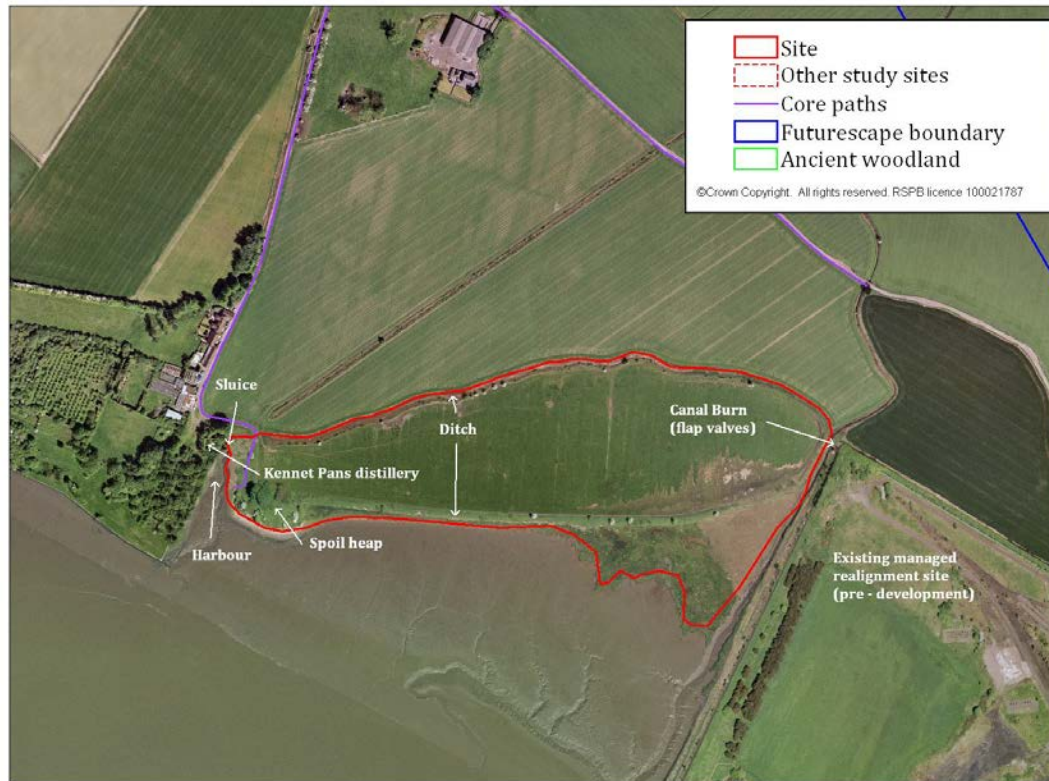 Site
Other study sites
Core paths
Futurescape boundary
Ancient woodland
©Crown Copyright. All rights reserved. RSPB licence 100021787
Sluice
Ditch
Canal Burn
(flap valves)
Kennet Pans distillery
Harbour
Spoil heap
Existing managed
realignment site
(pre - development)